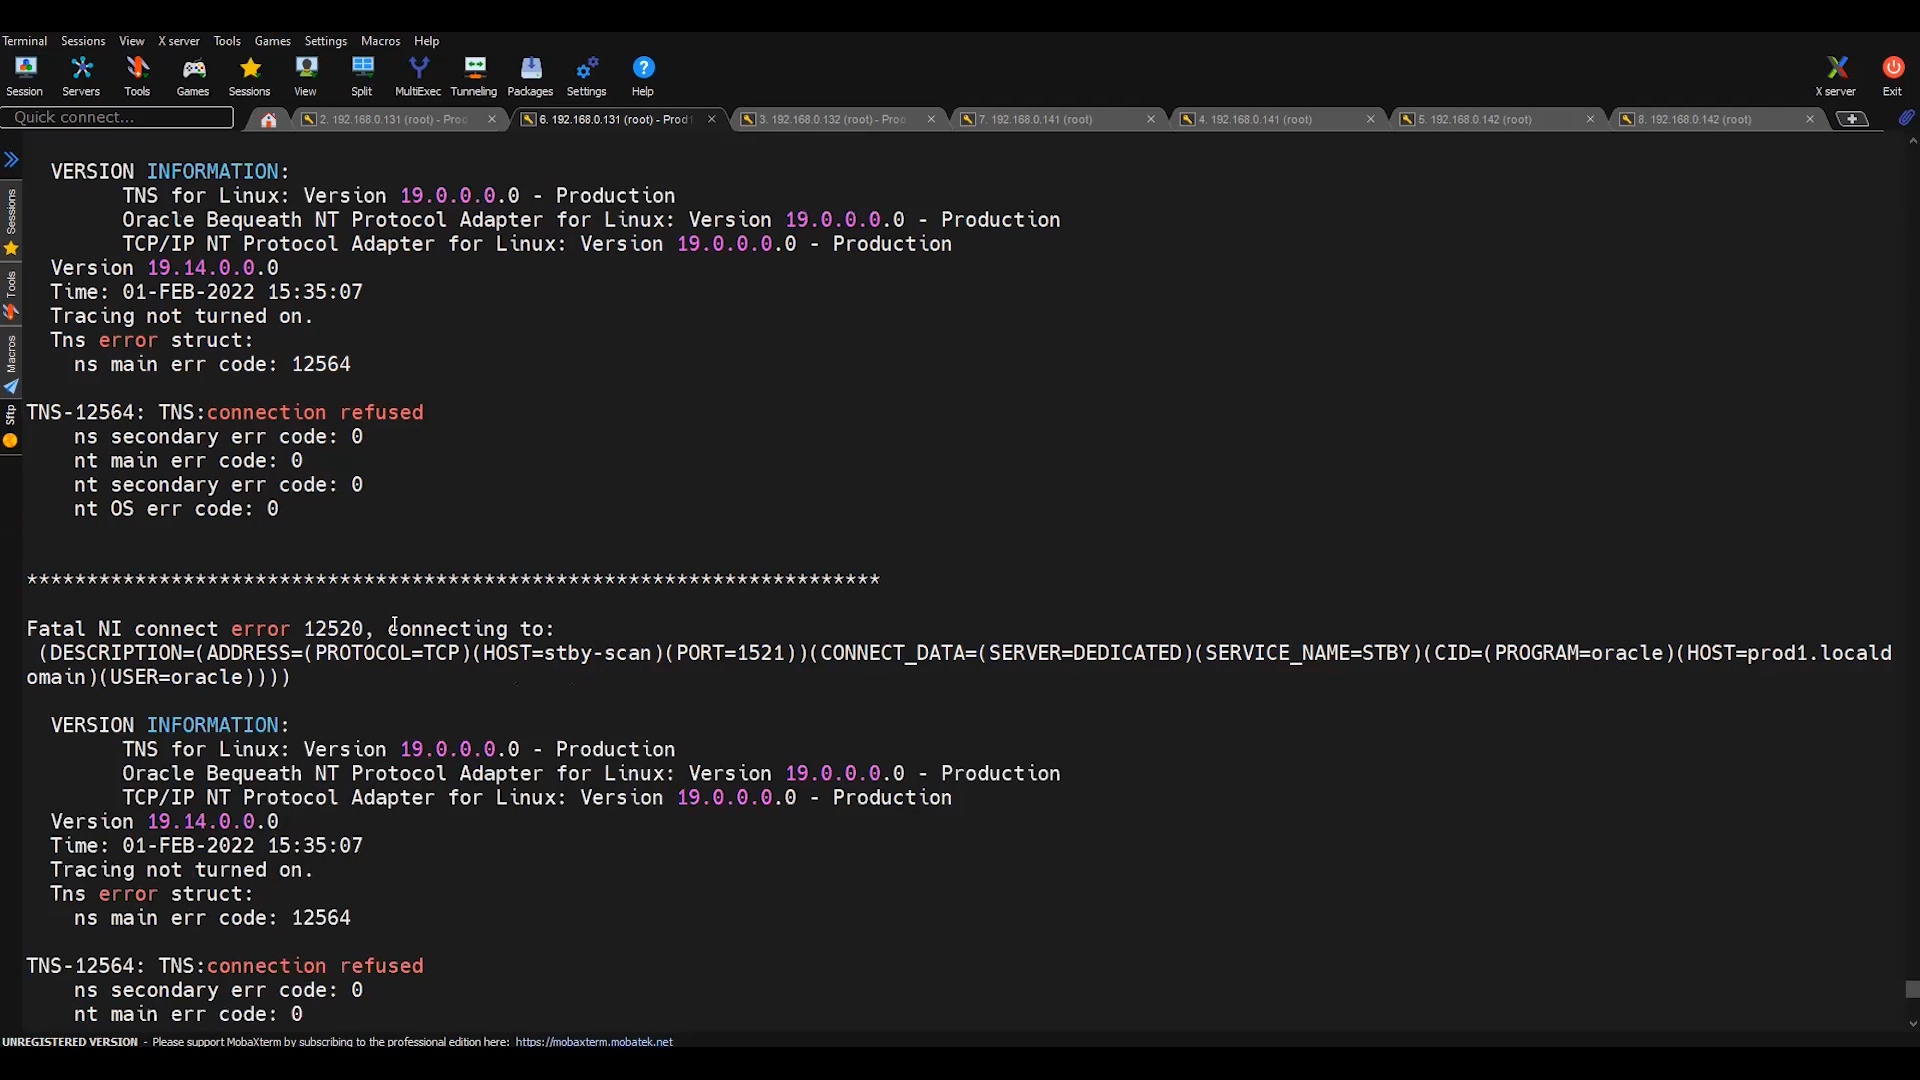 Terminal Sessions View X server Tools Games Settings Macros Help
Session Servers Tools Games Sessions View Split MultiExec Tunneling Packages Settings Help X server Exit
Quick connect... 2. 192.168.0.131 (root) - Prod 6. 192.168.0.131 (root) - Prod1 3. 192.168.0.132 (root) - Prod 7. 192.168.0.141 (root) 4. 192.168.0.141 (root) 5. 192.168.0.142 (root) 8. 192.168.0.142 (root)
Sessions
Tools
Macros
Sftp
VERSION INFORMATION:
TNS for Linux: Version 19.0.0.0.0 - Production
Oracle Bequeath NT Protocol Adapter for Linux: Version 19.0.0.0.0 - Production
TCP/IP NT Protocol Adapter for Linux: Version 19.0.0.0.0 - Production
Version 19.14.0.0.0
Time: 01-FEB-2022 15:35:07
Tracing not turned on.
Tns error struct:
ns main err code: 12564
TNS-12564: TNS:connection refused
ns secondary err code: 0
nt main err code: 0
nt secondary err code: 0
nt OS err code: 0
***********************************************************************
Fatal NI connect error 12520, connecting to:
(DESCRIPTION=(ADDRESS=(PROTOCOL=TCP)(HOST=stby-scan)(PORT=1521))(CONNECT_DATA=(SERVER=DEDICATED)(SERVICE_NAME=STBY)(CID=(PROGRAM=oracle)(HOST=prod1.locald
omain)(USER=oracle))))
VERSION INFORMATION:
TNS for Linux: Version 19.0.0.0.0 - Production
Oracle Bequeath NT Protocol Adapter for Linux: Version 19.0.0.0.0 - Production
TCP/IP NT Protocol Adapter for Linux: Version 19.0.0.0.0 - Production
Version 19.14.0.0.0
Time: 01-FEB-2022 15:35:07
Tracing not turned on.
Tns error struct:
ns main err code: 12564
TNS-12564: TNS:connection refused
ns secondary err code: 0
nt main err code: 0
UNREGISTERED VERSION - Please support MobaXterm by subscribing to the professional edition here: https://mobaxterm.mobatek.net